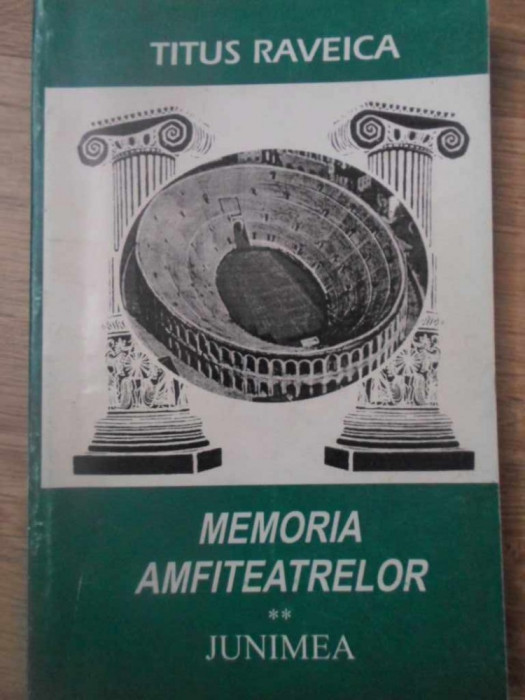 TITUS RAVEICA
MEMORIA
AMFITEATRELOR
**
JUNIMEA